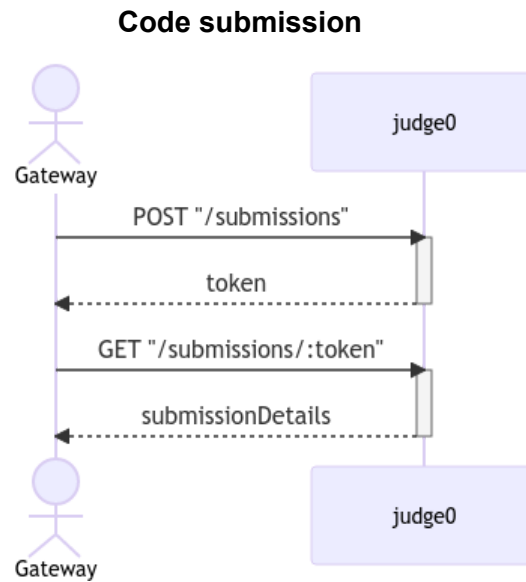 Code submission
Gateway
judge0
POST "/submissions"
token
GET "/submissions/:token"
submissionDetails
Gateway
judge0